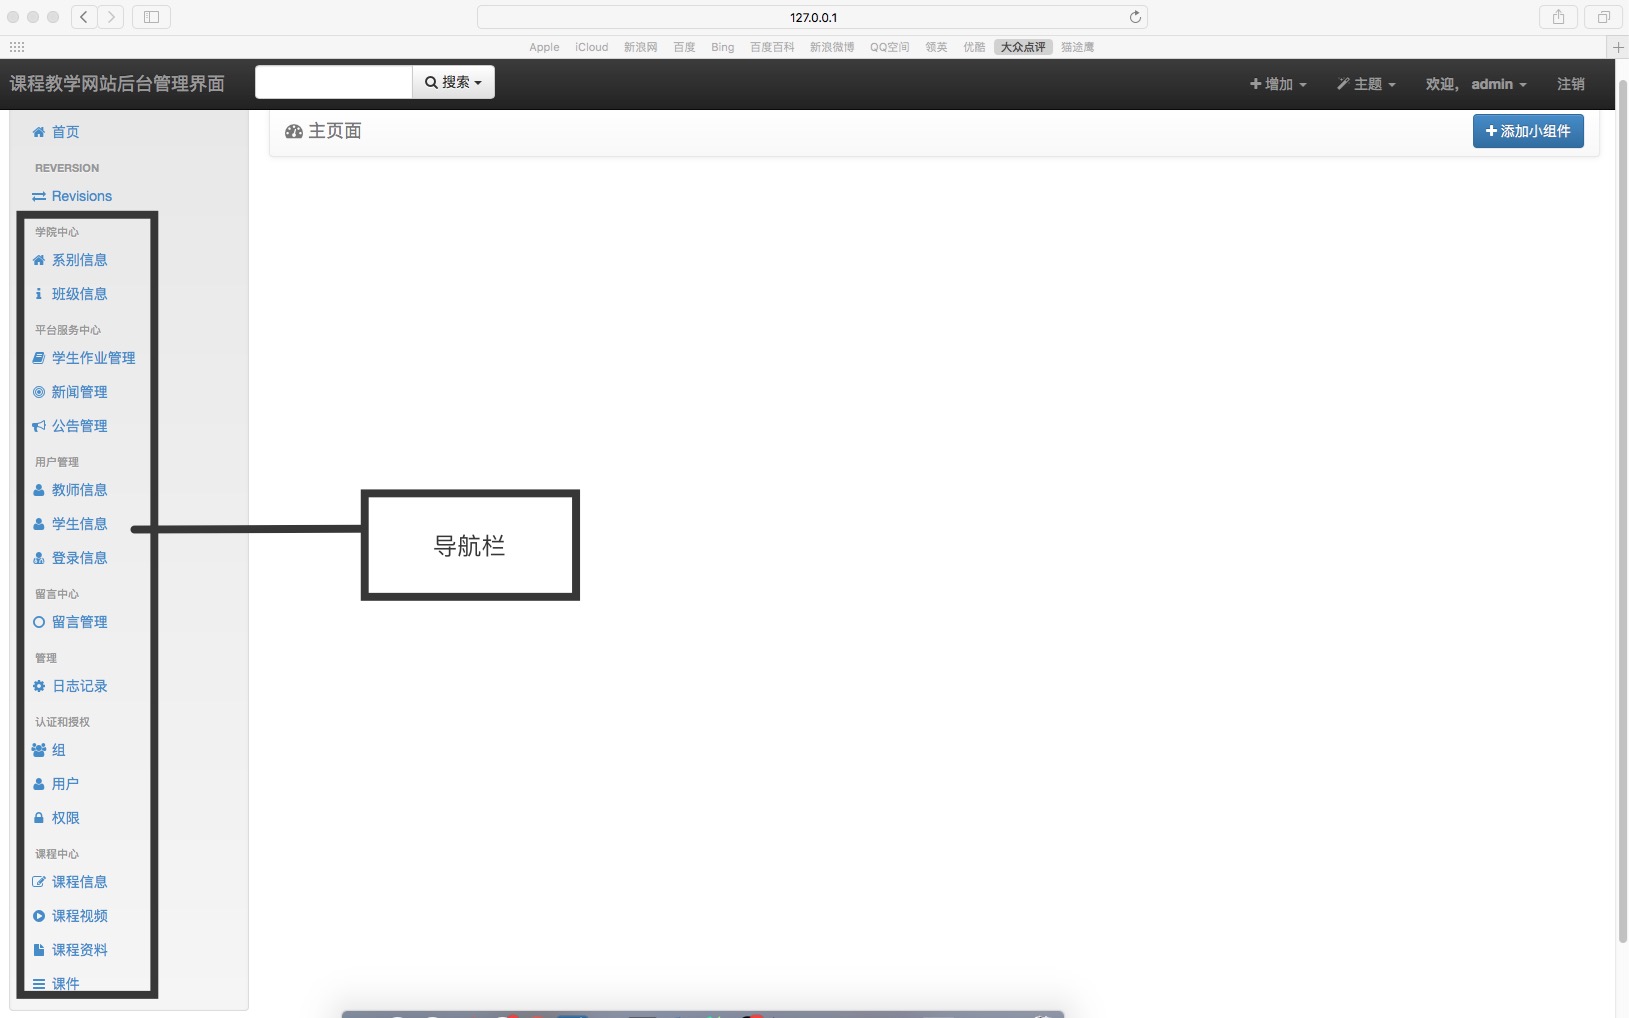 127.0.0.1
Apple iCloud 新浪网 百度 Bing 百度百科 新浪微博 QQ空间 领英 优酷 大众点评 猫途鹰
课程教学网站后台管理界面 搜索 增加 主题 欢迎， admin 注销
首页
主页面
添加小组件
REVERSION
Revisions
学院中心
系别信息
班级信息
平台服务中心
学生作业管理
新闻管理
公告管理
用户管理
教师信息
学生信息
登录信息
导航栏
留言中心
留言管理
管理
日志记录
认证和授权
组
用户
权限
课程中心
课程信息
课程视频
课程资料
课件